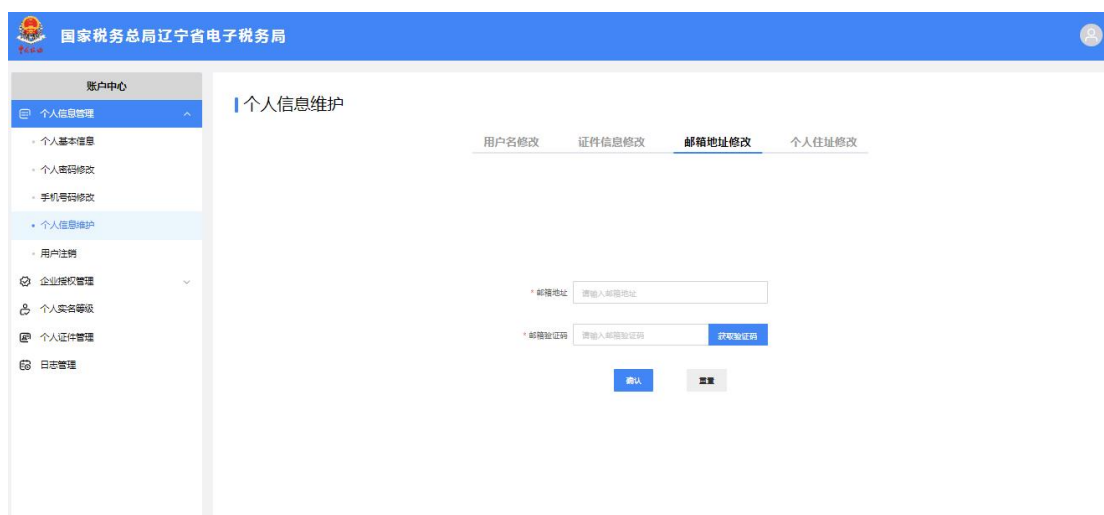 国家税务总局辽宁省电子税务局
账户中心
个人信息管理
个人基本信息
个人密码修改
手机号码修改
个人信息维护
用户注销
企业授权管理
个人实名等级
个人证件管理
日志管理
个人信息维护
用户名修改 证件信息修改 邮箱地址修改 个人住址修改
* 邮箱地址 请输入邮箱地址
* 邮箱验证码 请输入邮箱验证码 获取验证码
确认 重置